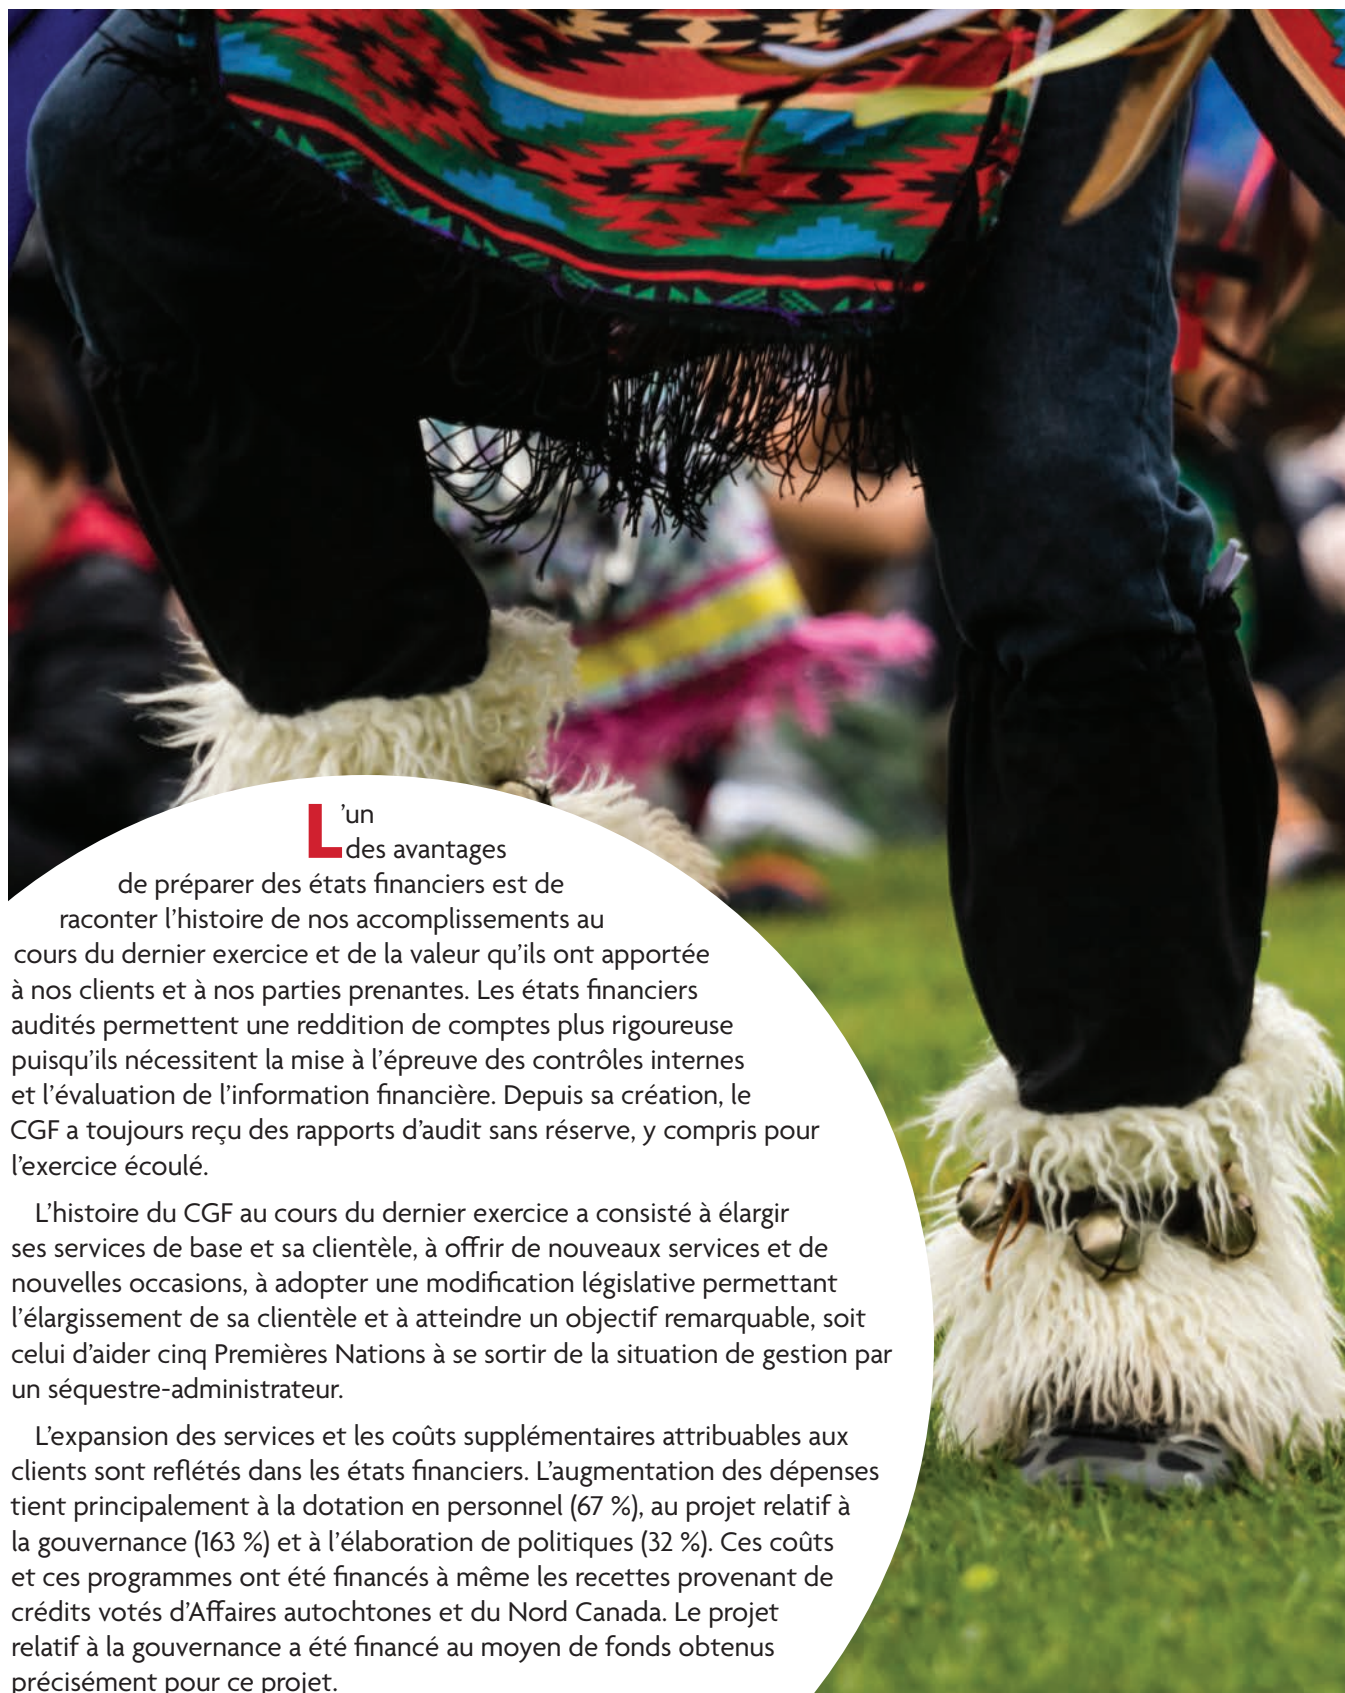 L’un
des avantages
de préparer des états financiers est de
raconter l’histoire de nos accomplissements au
cours du dernier exercice et de la valeur qu’ils ont apportée
à nos clients et à nos parties prenantes. Les états financiers
audités permettent une reddition de comptes plus rigoureuse
puisqu’ils nécessitent la mise à l’épreuve des contrôles internes
et l’évaluation de l’information financière. Depuis sa création, le
CGF a toujours reçu des rapports d’audit sans réserve, y compris pour
l’exercice écoulé.
L’histoire du CGF au cours du dernier exercice a consisté à élargir
ses services de base et sa clientèle, à offrir de nouveaux services et de
nouvelles occasions, à adopter une modification législative permettant
l’élargissement de sa clientèle et à atteindre un objectif remarquable, soit
celui d’aider cinq Premières Nations à se sortir de la situation de gestion par
un séquestre-administrateur.
L’expansion des services et les coûts supplémentaires attribuables aux
clients sont reflétés dans les états financiers. L’augmentation des dépenses
tient principalement à la dotation en personnel (67 %), au projet relatif à
la gouvernance (163 %) et à l’élaboration de politiques (32 %). Ces coûts
et ces programmes ont été financés à même les recettes provenant de
crédits votés d’Affaires autochtones et du Nord Canada. Le projet
relatif à la gouvernance a été financé au moyen de fonds obtenus
précisément pour ce projet.